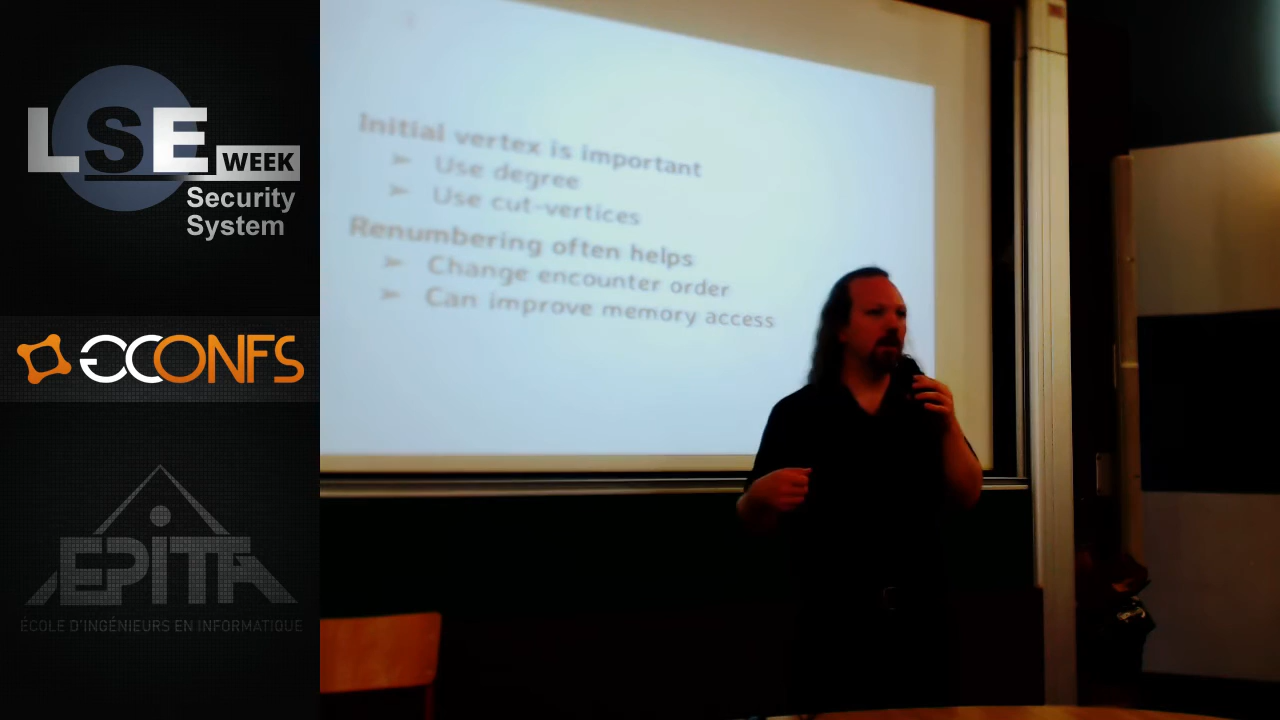 LSE WEEK
Security
System
GCONFS
EPITA
ÉCOLE D'INGÉNIEURS EN INFORMATIQUE
Initial vertex is important
➤ Use degree
➤ Use cut-vertices
Renumbering often helps
➤ Change encounter order
➤ Can improve memory access